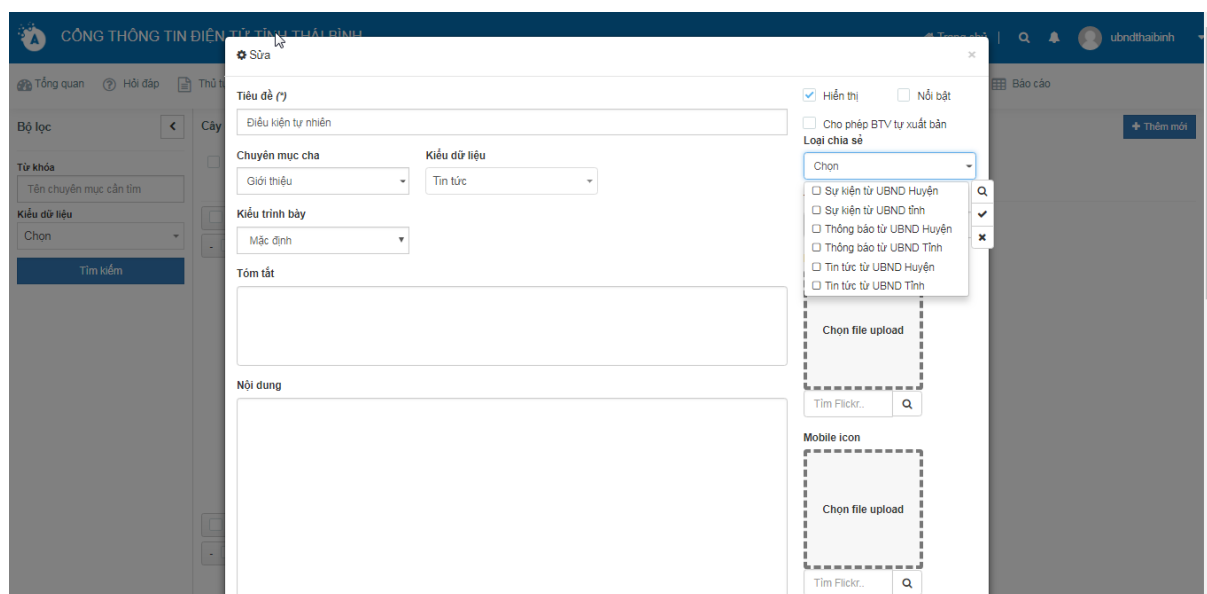 CỔNG THÔNG TIN ĐIỆN TỬ TỈNH THÁI BÌNH
Trang chủ
|
ubndthaibinh
Tổng quan
Hỏi đáp
Báo cáo
Bộ lọc
Cây
Thêm mới
Từ khóa
Tên chuyên mục cần tìm
Kiểu dữ liệu
Chọn
Tìm kiếm
Sửa
×
Tiêu đề (*)
Điều kiện tự nhiên
Chuyên mục cha
Kiểu dữ liệu
Giới thiệu
Tin tức
Kiểu trình bày
Mặc định
Tóm tắt
Nội dung
Hiển thị
Nổi bật
Cho phép BTV tự xuất bản
Loại chia sẻ
Chọn
Sự kiện từ UBND Huyện
Sự kiện từ UBND tỉnh
Thông báo từ UBND Huyện
Thông báo từ UBND Tỉnh
Tin tức từ UBND Huyện
Tin tức từ UBND Tỉnh
Chọn file upload
Tìm Flickr..
Mobile icon
Chọn file upload
Tìm Flickr..